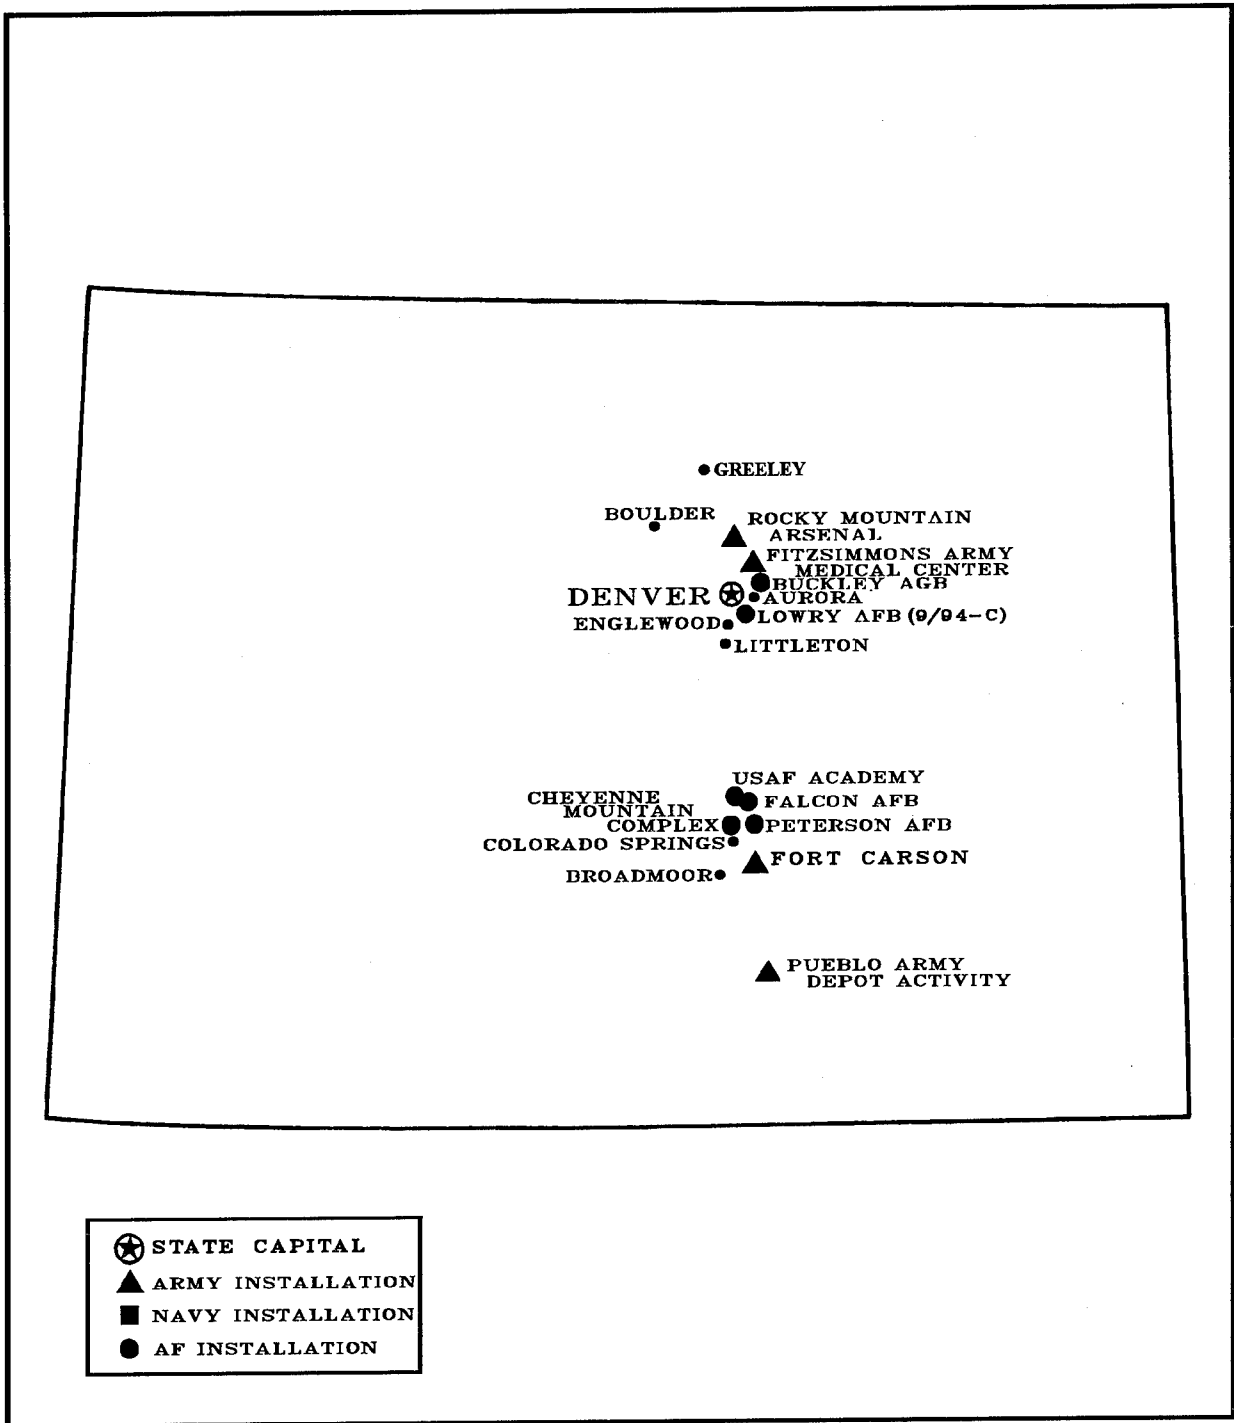 GREELEY
BOULDER
ROCKY MOUNTAIN
ARSENAL
FITZSIMMONS ARMY
MEDICAL CENTER
BUCKLEY AGB
DENVER
AURORA
LOWRY AFB (9/94-C)
ENGLEWOOD
LITTLETON
USAF ACADEMY
CHEYENNE
MOUNTAIN
COMPLEX
FALCON AFB
PETERSON AFB
COLORADO SPRINGS
FORT CARSON
BROADMOOR
PUEBLO ARMY
DEPOT ACTIVITY
STATE CAPITAL
ARMY INSTALLATION
NAVY INSTALLATION
AF INSTALLATION